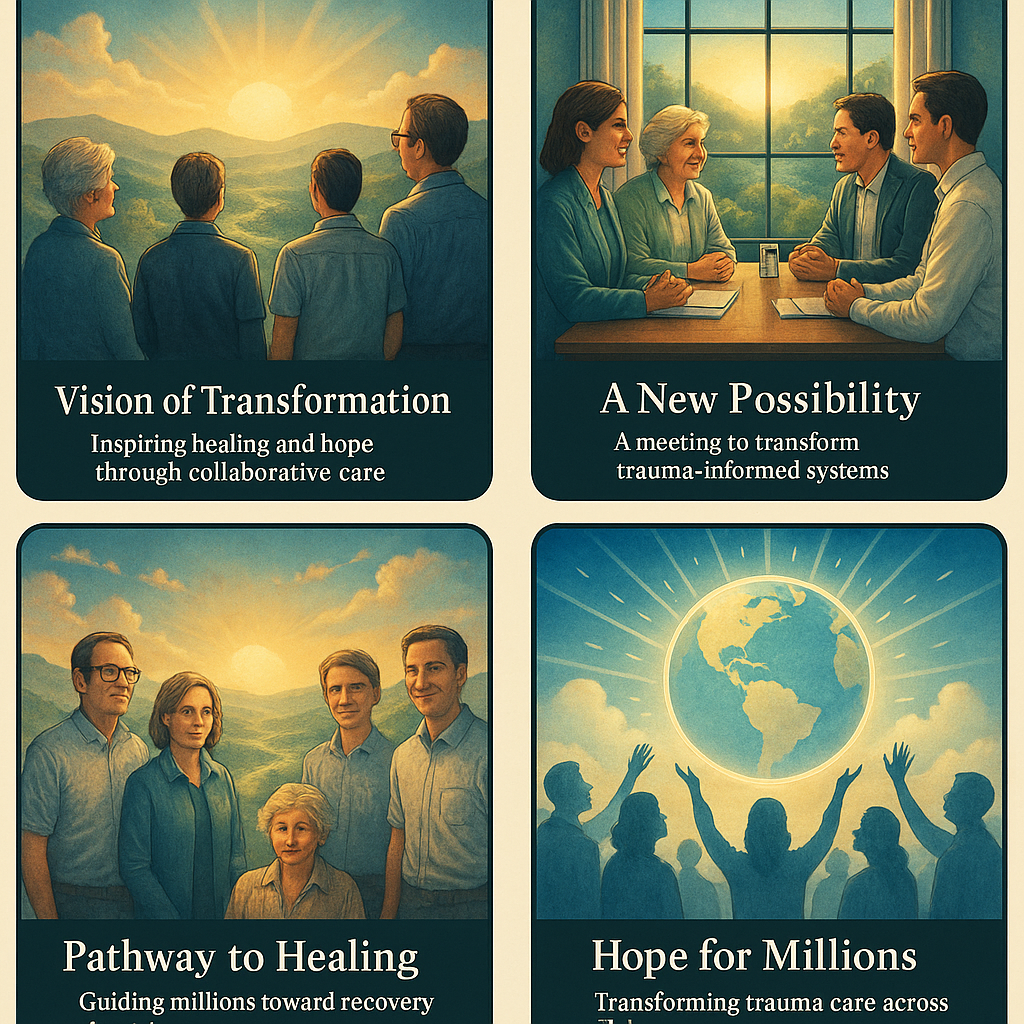 Vision of Transformation
Inspiring healing and hope
through collaborative care
A New Possibility
A meeting to transform
trauma-informed systems
Pathway to Healing
Guiding millions toward recovery
Hope for Millions
Transforming trauma care across